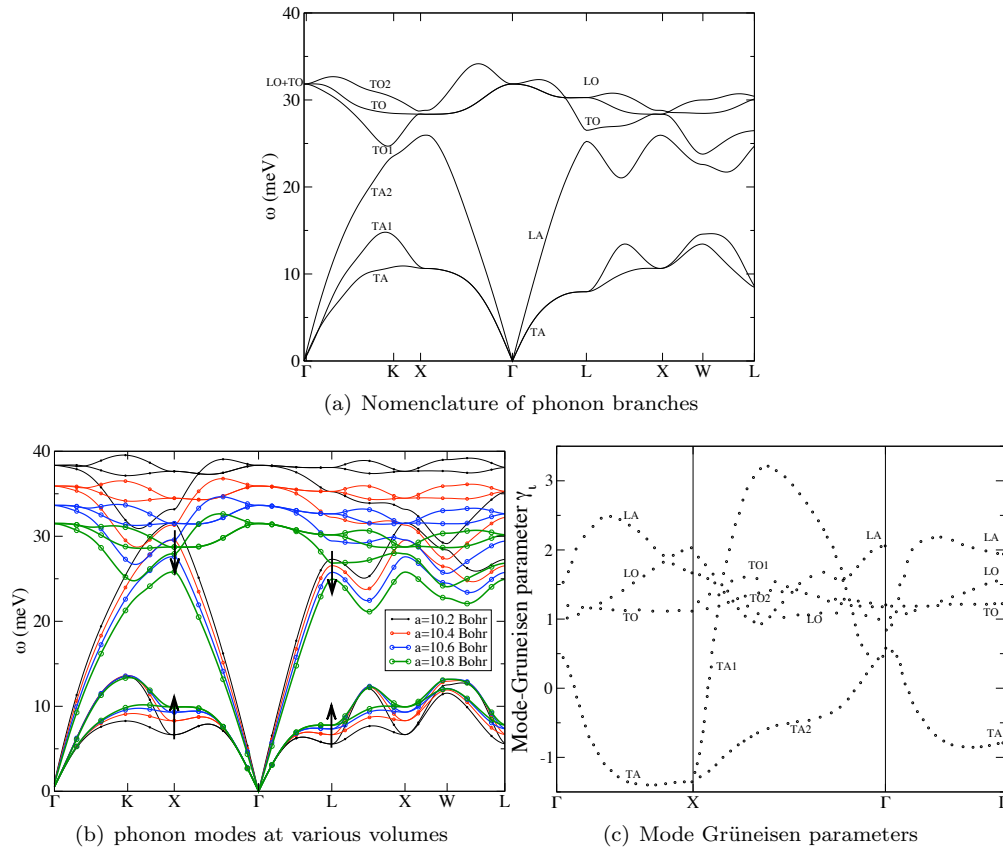 40
LO+TO
TO2
LO
30
TO
TO
TO1
ω (meV)
20
TA2
LA
TA1
10
TA
TA
0
Γ K X Γ L X W L
(a) Nomenclature of phonon branches
40
30
ω (meV)
20
a=10.2 Bohr
a=10.4 Bohr
a=10.6 Bohr
a=10.8 Bohr
10
0
Γ K X Γ L X W L
(b) phonon modes at various volumes
Mode-Gruneisen parameter γι
3
LA
2
LA
LA
LO
TO1
LO
TO2
TO
LO
TO
1
TA1
0
TA2
TA
TA
-1
Γ X Γ L
(c) Mode Grüneisen parameters